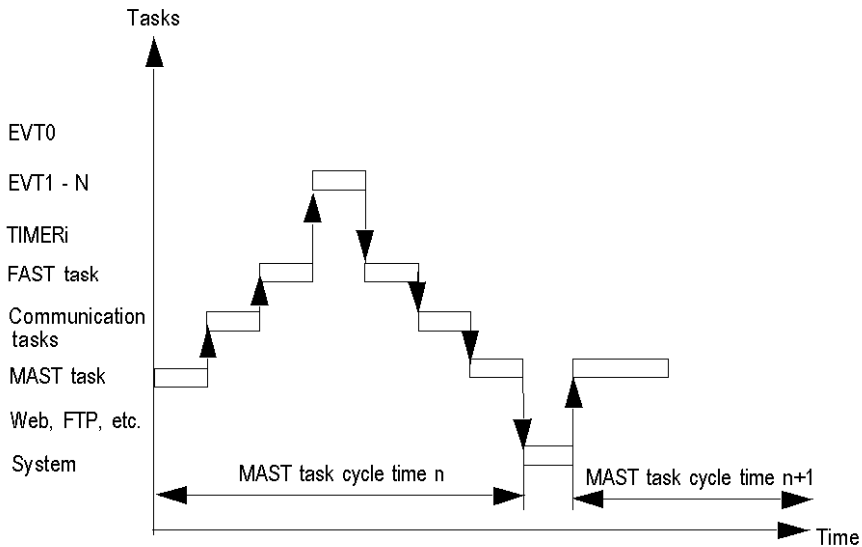 Tasks
EVT0
EVT1 - N
TIMERi
FAST task
Communication
tasks
MAST task
Web, FTP, etc.
System
MAST task cycle time n
MAST task cycle time n+1
Time